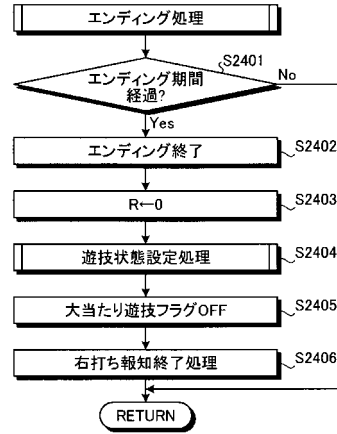 エンディング処理
S2401
エンディング期間
経過?
No
Yes
エンディング終了
S2402
R←0
S2403
遊技状態設定処理
S2404
大当たり遊技フラグOFF
S2405
右打ち報知終了処理
S2406
RETURN